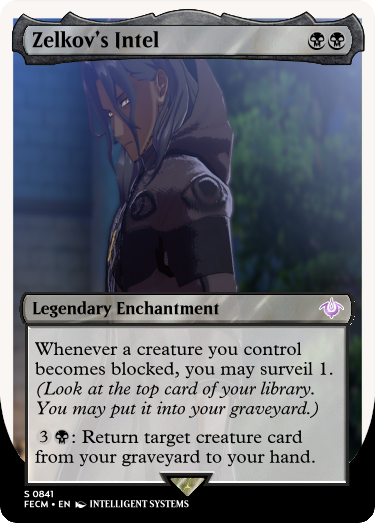 Zelkov's Intel
Legendary Enchantment
Whenever a creature you control
becomes blocked, you may surveil 1.
(Look at the top card of your library.
You may put it into your graveyard.)
3 : Return target creature card
from your graveyard to your hand.
S 0841
FECM • EN INTELLIGENT SYSTEMS